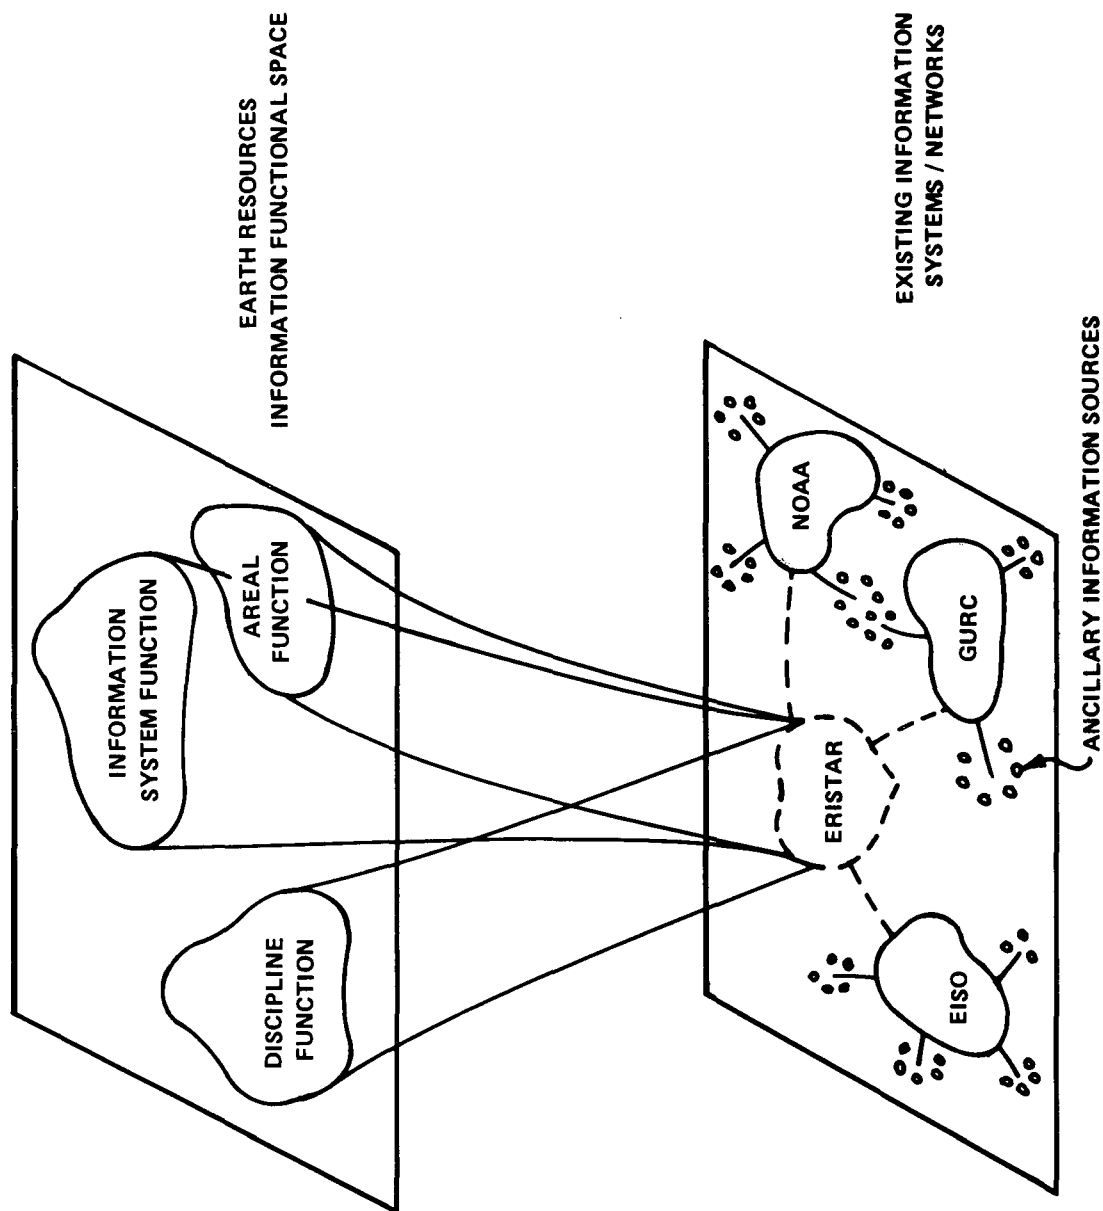 EARTH RESOURCES
INFORMATION FUNCTIONAL SPACE
INFORMATION
SYSTEM FUNCTION
AREAL
FUNCTION
DISCIPLINE
FUNCTION
EXISTING INFORMATION
SYSTEMS / NETWORKS
NOAA
ERISTAR
GURC
EISO
ANCILLARY INFORMATION SOURCES